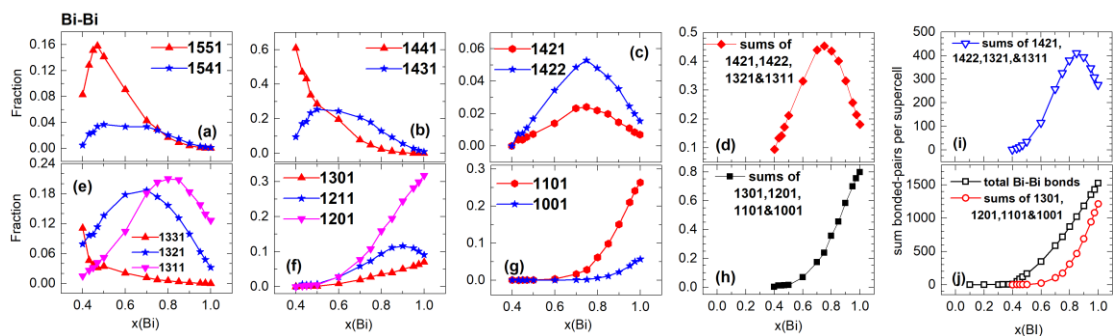 Bi-Bi
Fraction
0.16
0.12
0.08
0.04
0.00
1551
1541
(a)
0.6
0.4
0.2
0.0
1441
1431
(b)
0.06
0.04
0.02
0.00
(c)
1421
1422
0.5
0.4
0.3
0.2
0.1
0.0
sums of
1421,1422,
1321&1311
(d)
sum bonded-pairs per supercell
500
400
300
200
100
0
sums of 1421,
1422,1321,&1311
(i)
Fraction
0.24
0.18
0.12
0.06
0.00
(e)
1331
1321
1311
0.4 0.6 0.8 1.0
x(Bi)
0.3
0.2
0.1
0.0
1301
1211
1201
(f)
0.4 0.6 0.8 1.0
x(Bi)
0.3
0.2
0.1
0.0
1101
1001
(g)
0.4 0.6 0.8 1.0
x(Bi)
0.8
0.6
0.4
0.2
0.0
sums of
1301,1201,
1101&1001
(h)
0.0 0.2 0.4 0.6 0.8 1.0
x(Bi)
1500
1000
500
0
total Bi-Bi bonds
sums of 1301,
1201,1101&1001
(j)
0.0 0.2 0.4 0.6 0.8 1.0
x(BI)